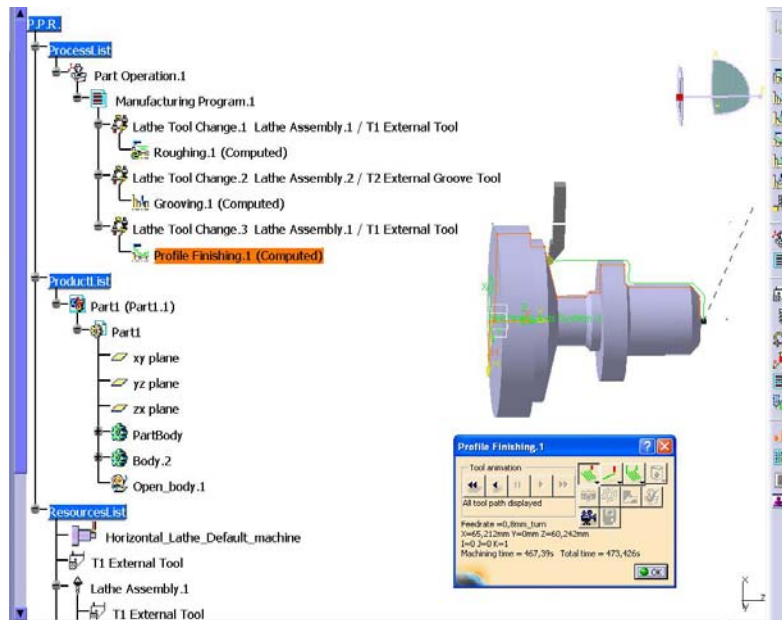 P.P.R.
ProcessList
Part Operation.1
Manufacturing Program.1
Lathe Tool Change.1 Lathe Assembly.1 / T1 External Tool
Roughing.1 (Computed)
Lathe Tool Change.2 Lathe Assembly.2 / T2 External Groove Tool
Grooving.1 (Computed)
Lathe Tool Change.3 Lathe Assembly.1 / T1 External Tool
Profile Finishing.1 (Computed)
ProductList
Part1 (Part1.1)
Part1
xy plane
yz plane
zx plane
PartBody
Body.2
Open_body.1
ResourcesList
Horizontal_Lathe_Default_machine
T1 External Tool
Lathe Assembly.1
T1 External Tool
Profile Finishing.1
Tool animation
All tool path displayed
Feedrate =0,8mm_turn
X=65,212mm Y=0mm Z=60,242mm
I=0 J=0 K=1
Machining time = 467,39s Total time = 473,426s
OK
x
y
z